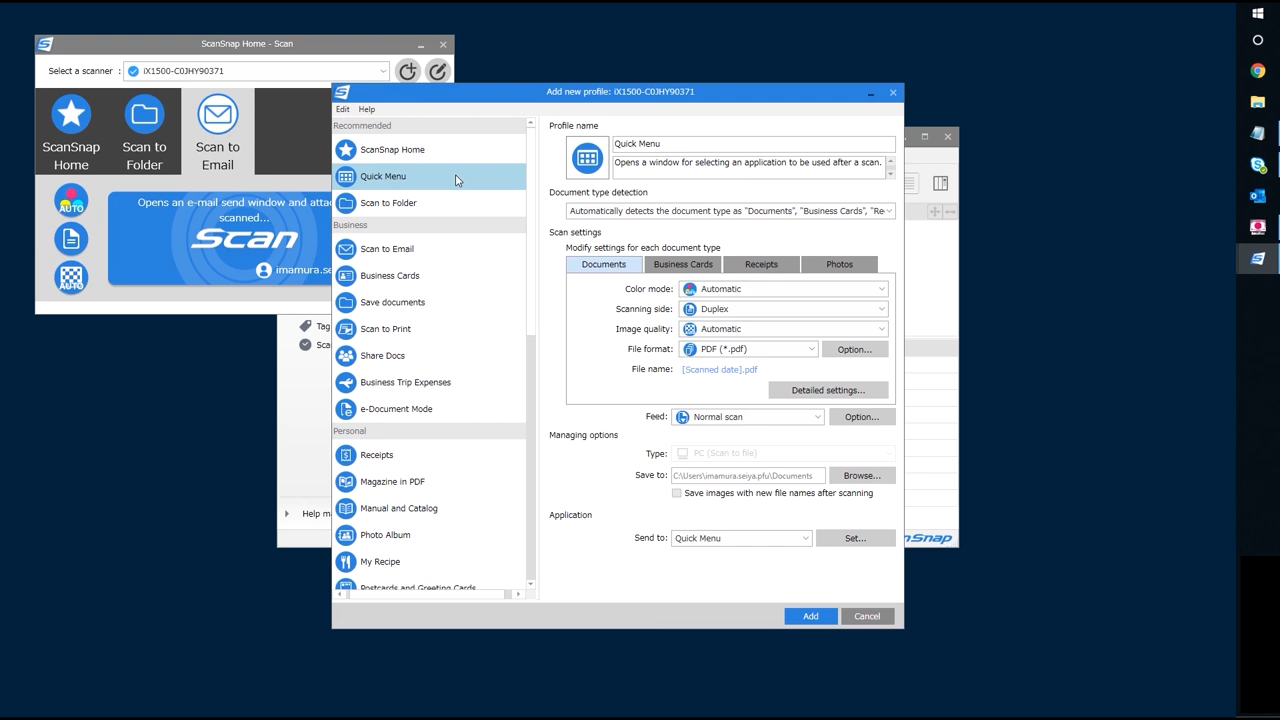 ScanSnap Home - Scan
Select a scanner :
iX1500-C0JHY90371
ScanSnap
Home
Scan to
Folder
Scan to
Email
AUTO
AUTO
Opens an e-mail send window and
scanned...
Scan
Add new profile: iX1500-C0JHY90371
Edit
Help
Recommended
ScanSnap Home
Quick Menu
Scan to Folder
Business
Scan to Email
Business Cards
Save documents
Scan to Print
Share Docs
Business Trip Expenses
e-Document Mode
Personal
Receipts
Magazine in PDF
Manual and Catalog
Photo Album
My Recipe
Postcards and Greeting Cards
Profile name
Quick Menu
Opens a window for selecting an application to be used after a scan.
Document type detection
Automatically detects the document type as "Documents", "Business Cards", "Re
Scan settings
Modify settings for each document type
Documents
Business Cards
Receipts
Photos
Color mode:
Automatic
Scanning side:
Duplex
Image quality:
Automatic
File format:
PDF (*.pdf)
Option...
File name:
[Scanned date].pdf
Detailed settings...
Feed:
Normal scan
Option...
Managing options
Type:
PC (Scan to file)
Save to:
C:\Users\imamura.seiya.pfu\Documents
Browse...
Save images with new file names after scanning
Application
Send to:
Quick Menu
Set...
Add
Cancel
Tag
Help